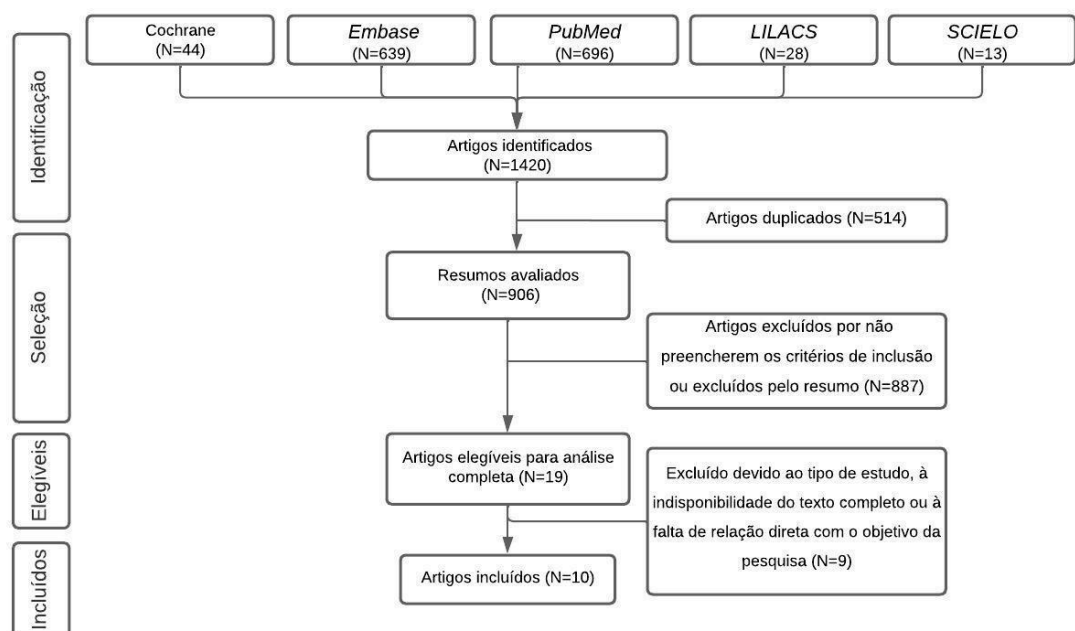 Identificação
Cochrane
(N=44)
Embase
(N=639)
PubMed
(N=696)
LILACS
(N=28)
SCIELO
(N=13)
Artigos identificados
(N=1420)
Artigos duplicados (N=514)
Seleção
Resumos avaliados
(N=906)
Artigos excluídos por não
preencherem os critérios de inclusão
ou excluídos pelo resumo (N=887)
Elegíveis
Artigos elegíveis para análise
completa (N=19)
Excluído devido ao tipo de estudo, à
indisponibilidade do texto completo ou à
falta de relação direta com o objetivo da
pesquisa (N=9)
Incluídos
Artigos incluídos (N=10)